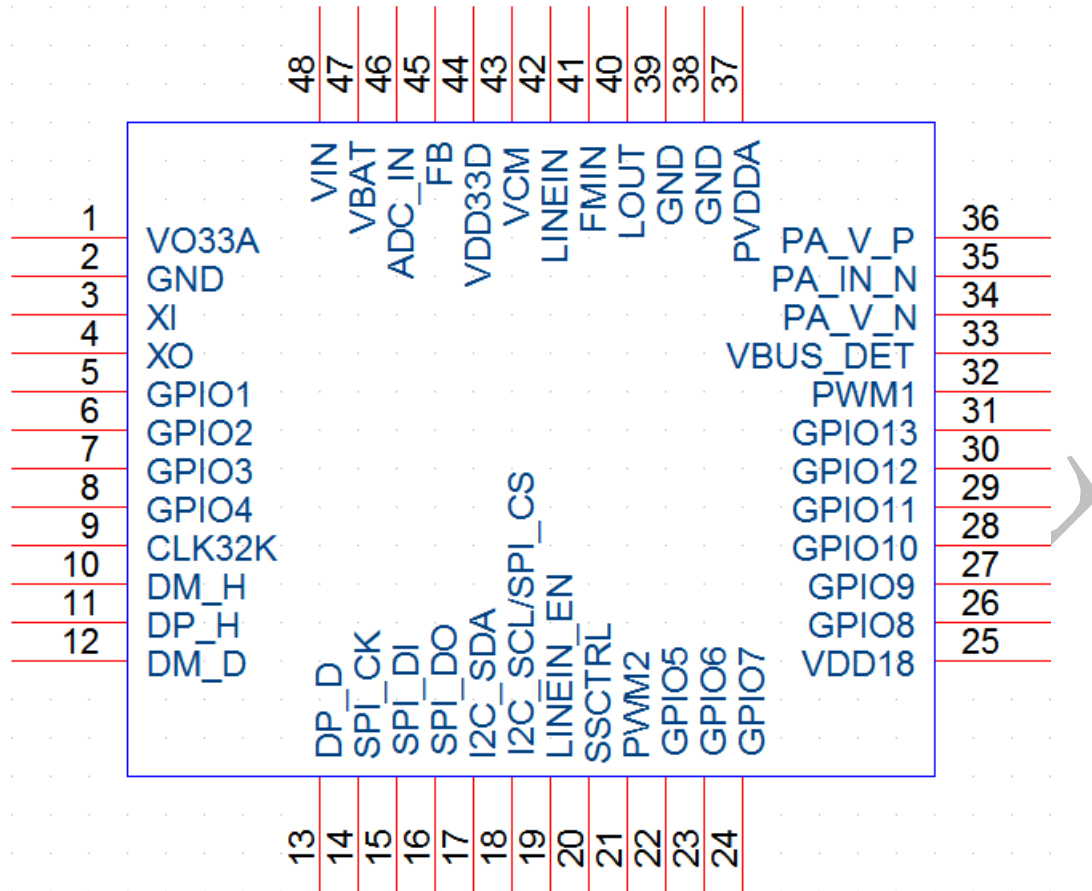 48 47 46 45 44 43 42 41 40 39 38 37
VIN VBAT ADC_IN FB VDD33D VCM LINEIN FMIN LOUT GND GND PVDDA
1 VO33A PA_V_P 36
2 GND PA_IN_N 35
3 XI PA_V_N 34
4 XO VBUS_DET 33
5 GPIO1 PWM1 32
6 GPIO2 GPIO13 31
7 GPIO3 GPIO12 30
8 GPIO4 GPIO11 29
9 CLK32K GPIO10 28
10 DM_H GPIO9 27
11 DP_H GPIO8 26
12 DM_D VDD18 25
DP_D SPI_CK SPI_DI SPI_DO I2C_SDA I2C_SCL/SPI_CS LINEIN_EN SSCTRL PWM2 GPIO5 GPIO6 GPIO7
13 14 15 16 17 18 19 20 21 22 23 24